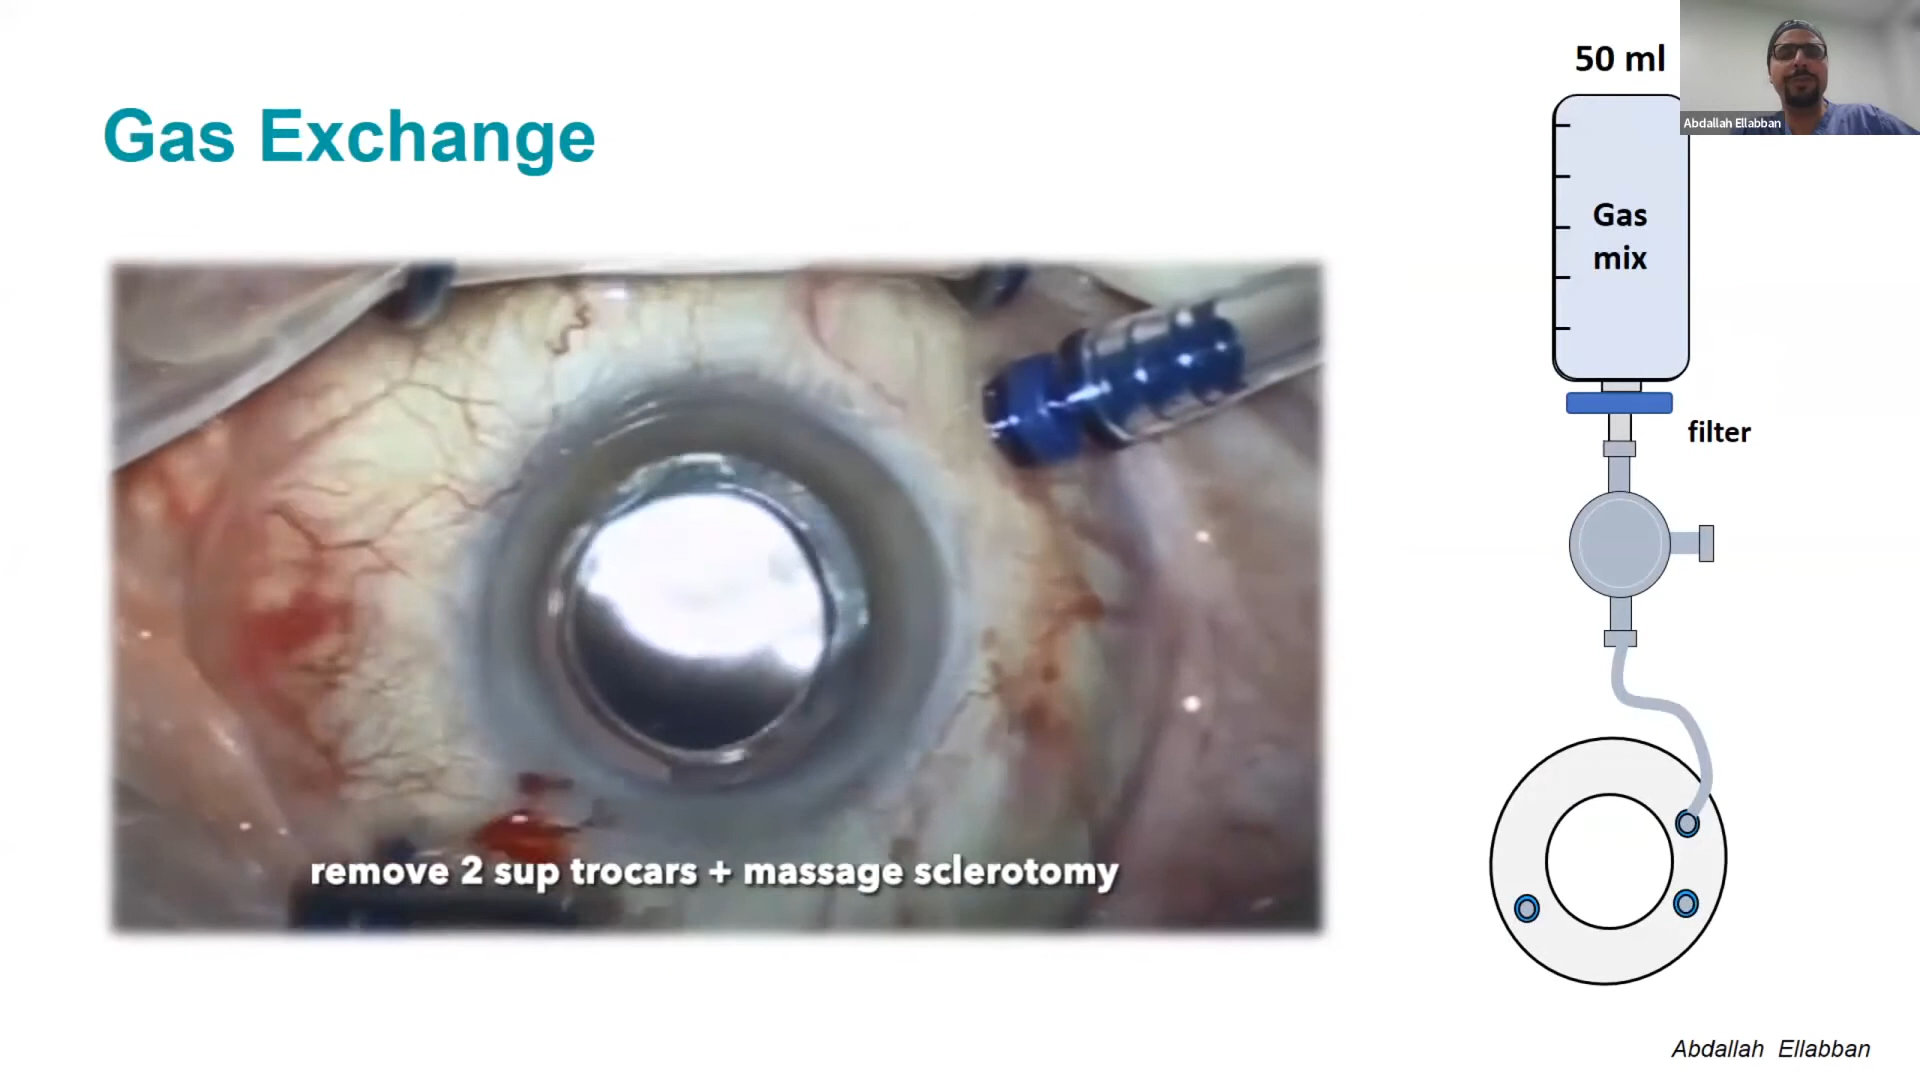 50 ml
Abdallah Ellabban
Gas Exchange
Gas
mix
filter
remove 2 sup trocars + massage sclerotomy
Abdallah Ellabban